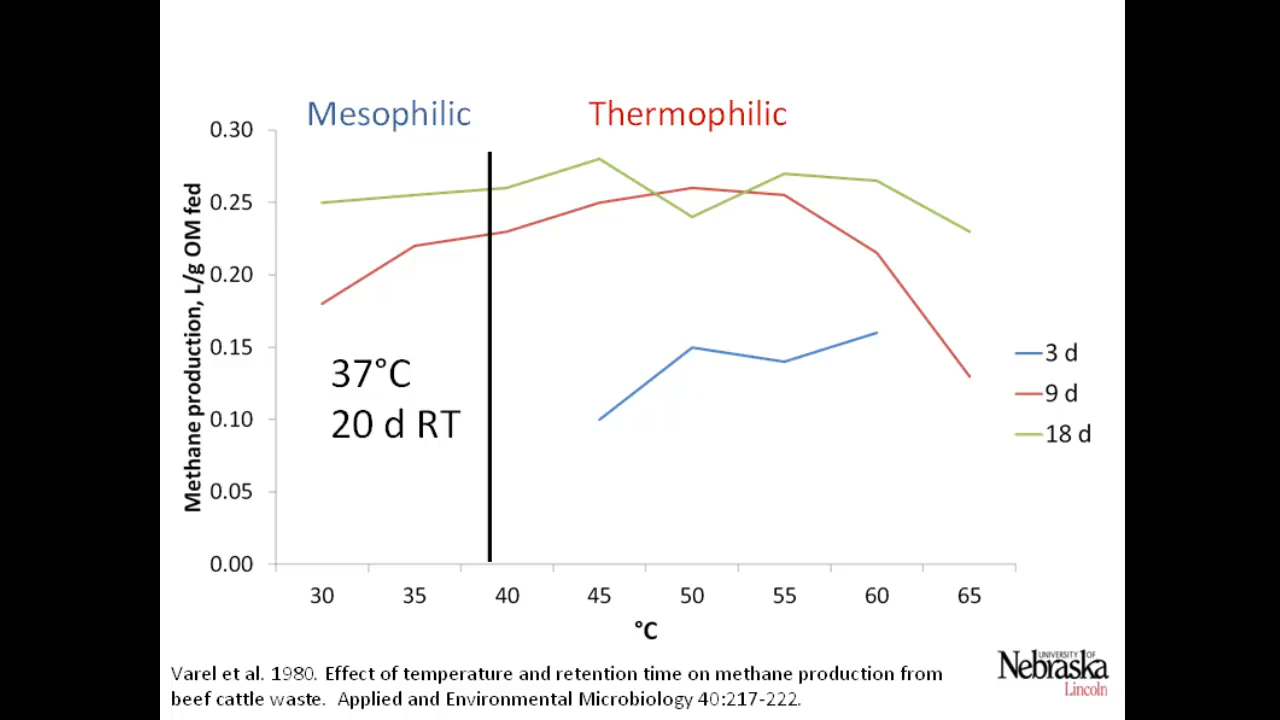 Mesophilic
Thermophilic
0.30
0.25
0.20
0.15
0.10
0.05
0.00
Methane production, L/g OM fed
37°C
20 d RT
3 d
9 d
18 d
30 35 40 45 50 55 60 65
°C
Varel et al. 1980. Effect of temperature and retention time on methane production from
beef cattle waste. Applied and Environmental Microbiology 40:217-222.
UNIVERSITY OF
Nebraska
Lincoln